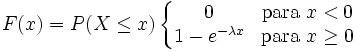 F(x) = P(X ≤ x) { 0 para x < 0
1 − e^{−λx} para x ≥ 0